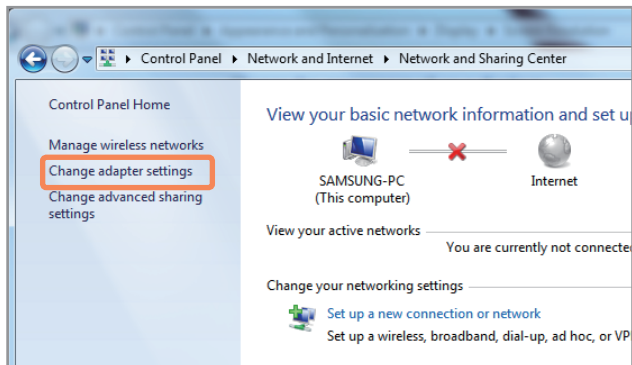 Control Panel ▸ Network and Internet ▸ Network and Sharing Center
Control Panel Home
Manage wireless networks
Change adapter settings
Change advanced sharing
settings
View your basic network information and set u
SAMSUNG-PC
(This computer)
Internet
View your active networks
You are currently not connecte
Change your networking settings
Set up a new connection or network
Set up a wireless, broadband, dial-up, ad hoc, or VP